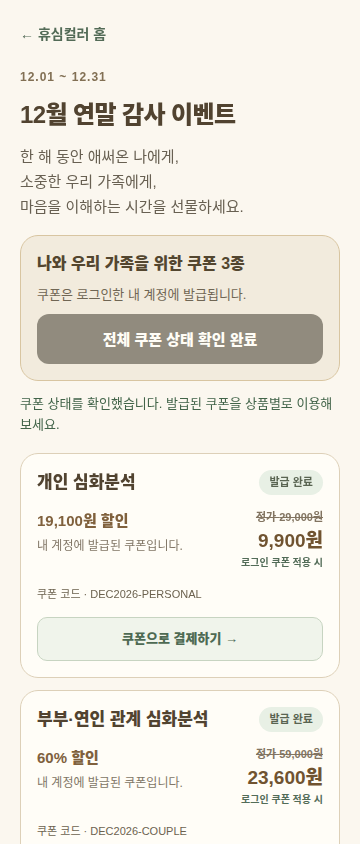 ← 휴심컬러 홈
12.01 ~ 12.31
12월 연말 감사 이벤트
한 해 동안 애써온 나에게,
소중한 우리 가족에게,
마음을 이해하는 시간을 선물하세요.
나와 우리 가족을 위한 쿠폰 3종
쿠폰은 로그인한 내 계정에 발급됩니다.
전체 쿠폰 상태 확인 완료
쿠폰 상태를 확인했습니다. 발급된 쿠폰을 상품별로 이용해
보세요.
개인 심화분석
발급 완료
19,100원 할인
내 계정에 발급된 쿠폰입니다.
정가 29,000원
9,900원
로그인 쿠폰 적용 시
쿠폰 코드 · DEC2026-PERSONAL
쿠폰으로 결제하기 →
부부·연인 관계 심화분석
발급 완료
60% 할인
내 계정에 발급된 쿠폰입니다.
정가 59,000원
23,600원
로그인 쿠폰 적용 시
쿠폰 코드 · DEC2026-COUPLE